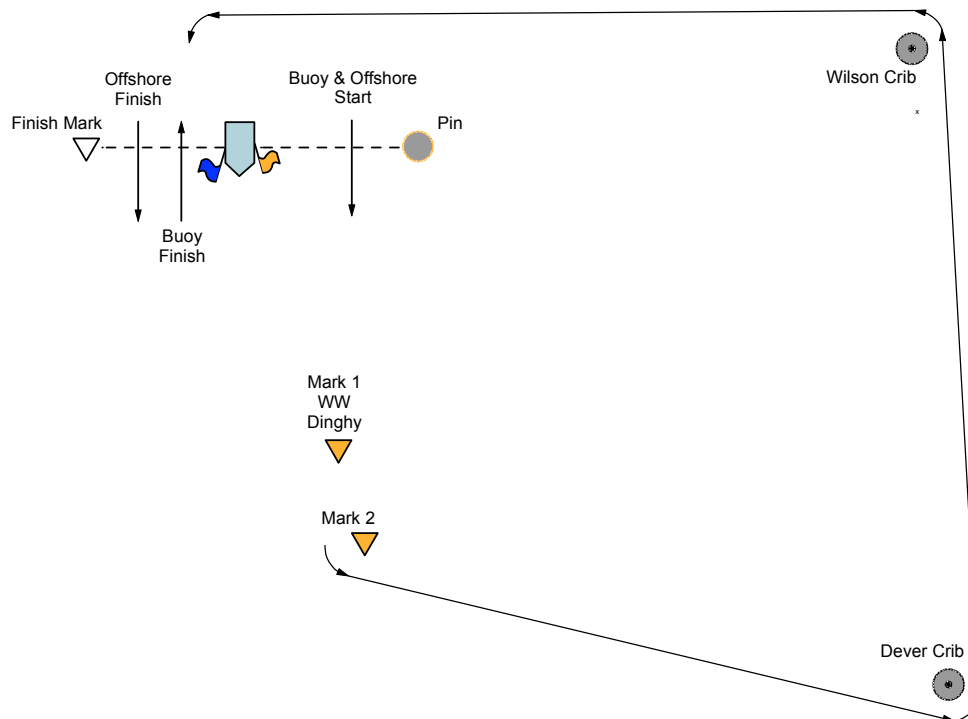 Wilson Crib
Offshore
Finish
Buoy & Offshore
Start
Finish Mark
Pin
x
Buoy
Finish
Mark 1
WW
Dinghy
Mark 2
Dever Crib